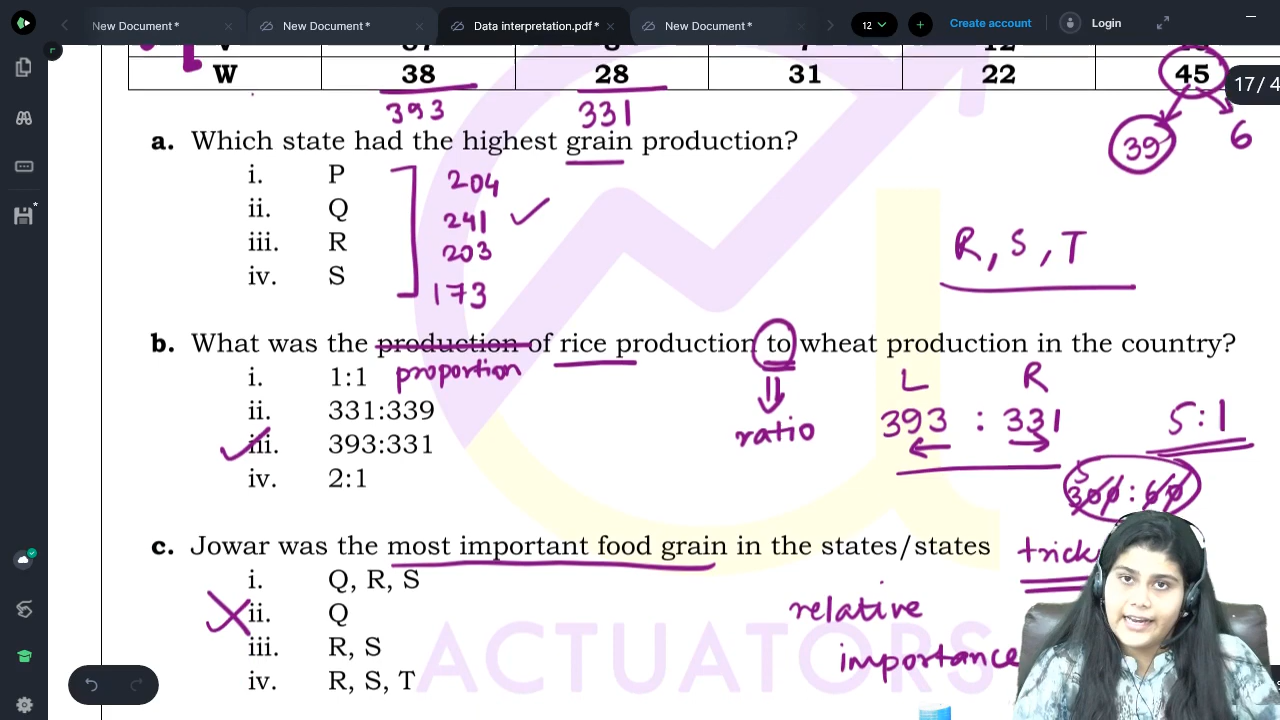 New Document* New Document* Data interpretation.pdf* New Document* 12 Create account Login
W 38 28 31 22 45 17/4
393 331 39 6
a. Which state had the highest grain production?
i. P 204
ii. Q 241
iii. R 203
iv. S 173
R, S, T
b. What was the production of rice production to wheat production in the country?
proportion
i. 1:1
ii. 331:339
iii. 393:331
iv. 2:1
ratio
L R
393 : 331
5:1
300 : 60
5
c. Jowar was the most important food grain in the states/states trick
i. Q, R, S
ii. Q
iii. R, S
iv. R, S, T
relative
importance
ACTUATORS